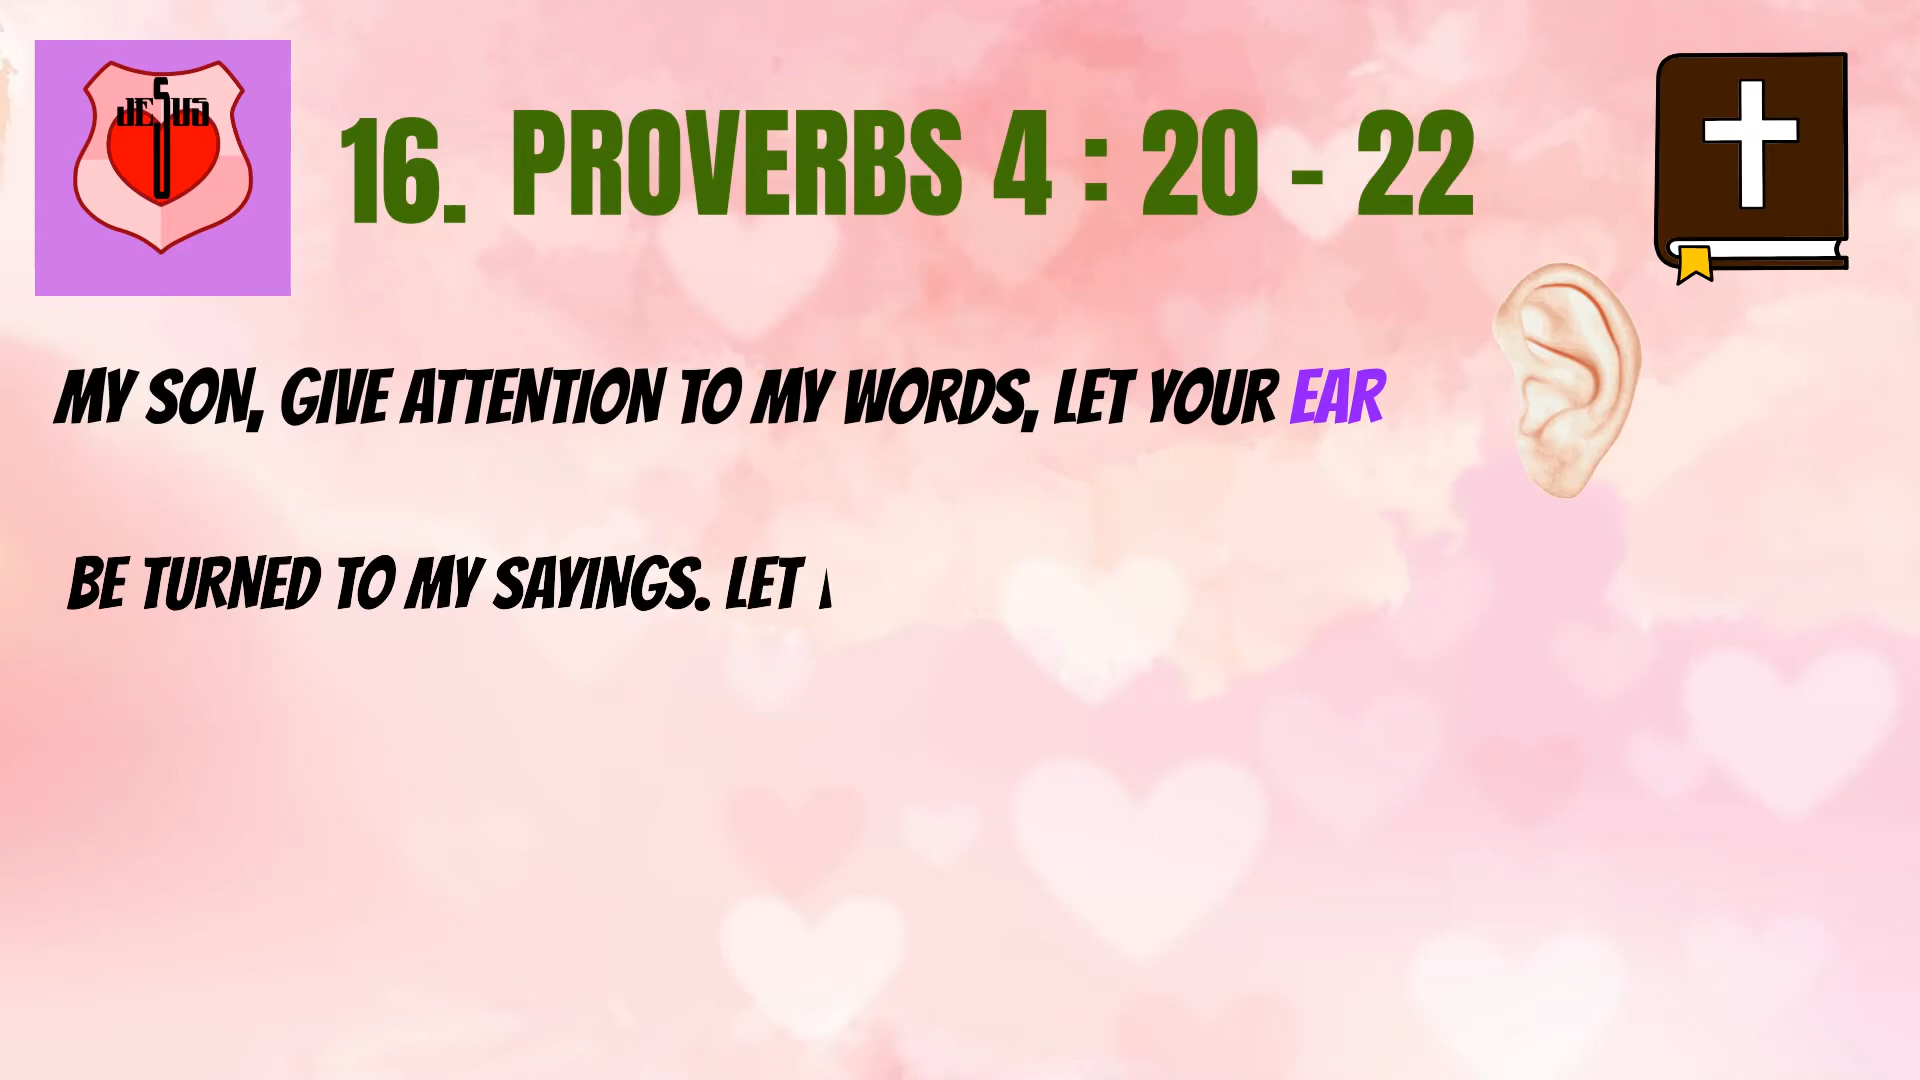 JESUS
16. PROVERBS 4 : 20 - 22
MY SON, GIVE ATTENTION TO MY WORDS, LET YOUR EAR
BE TURNED TO MY SAYINGS. LET